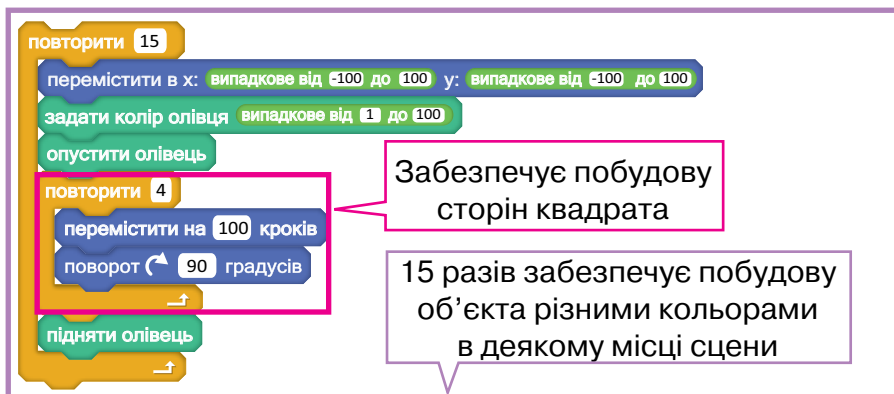 повторити 15
перемістити в x: випадкове від -100 до 100 y: випадкове від -100 до 100
задати колір олівця випадкове від 1 до 100
опустити олівець
повторити 4
перемістити на 100 кроків
поворот 90 градусів
підняти олівець
Забезпечує побудову
сторін квадрата
15 разів забезпечує побудову
об’єкта різними кольорами
в деякому місці сцени